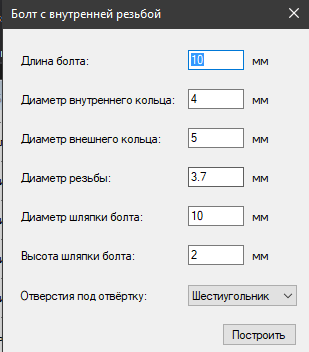 Болт с внутренней резьбой
Длина болта: 10 мм
Диаметр внутреннего кольца: 4 мм
Диаметр внешнего кольца: 5 мм
Диаметр резьбы: 3.7 мм
Диаметр шляпки болта: 10 мм
Высота шляпки болта: 2 мм
Отверстия под отвёртку: Шестиугольник
Построить